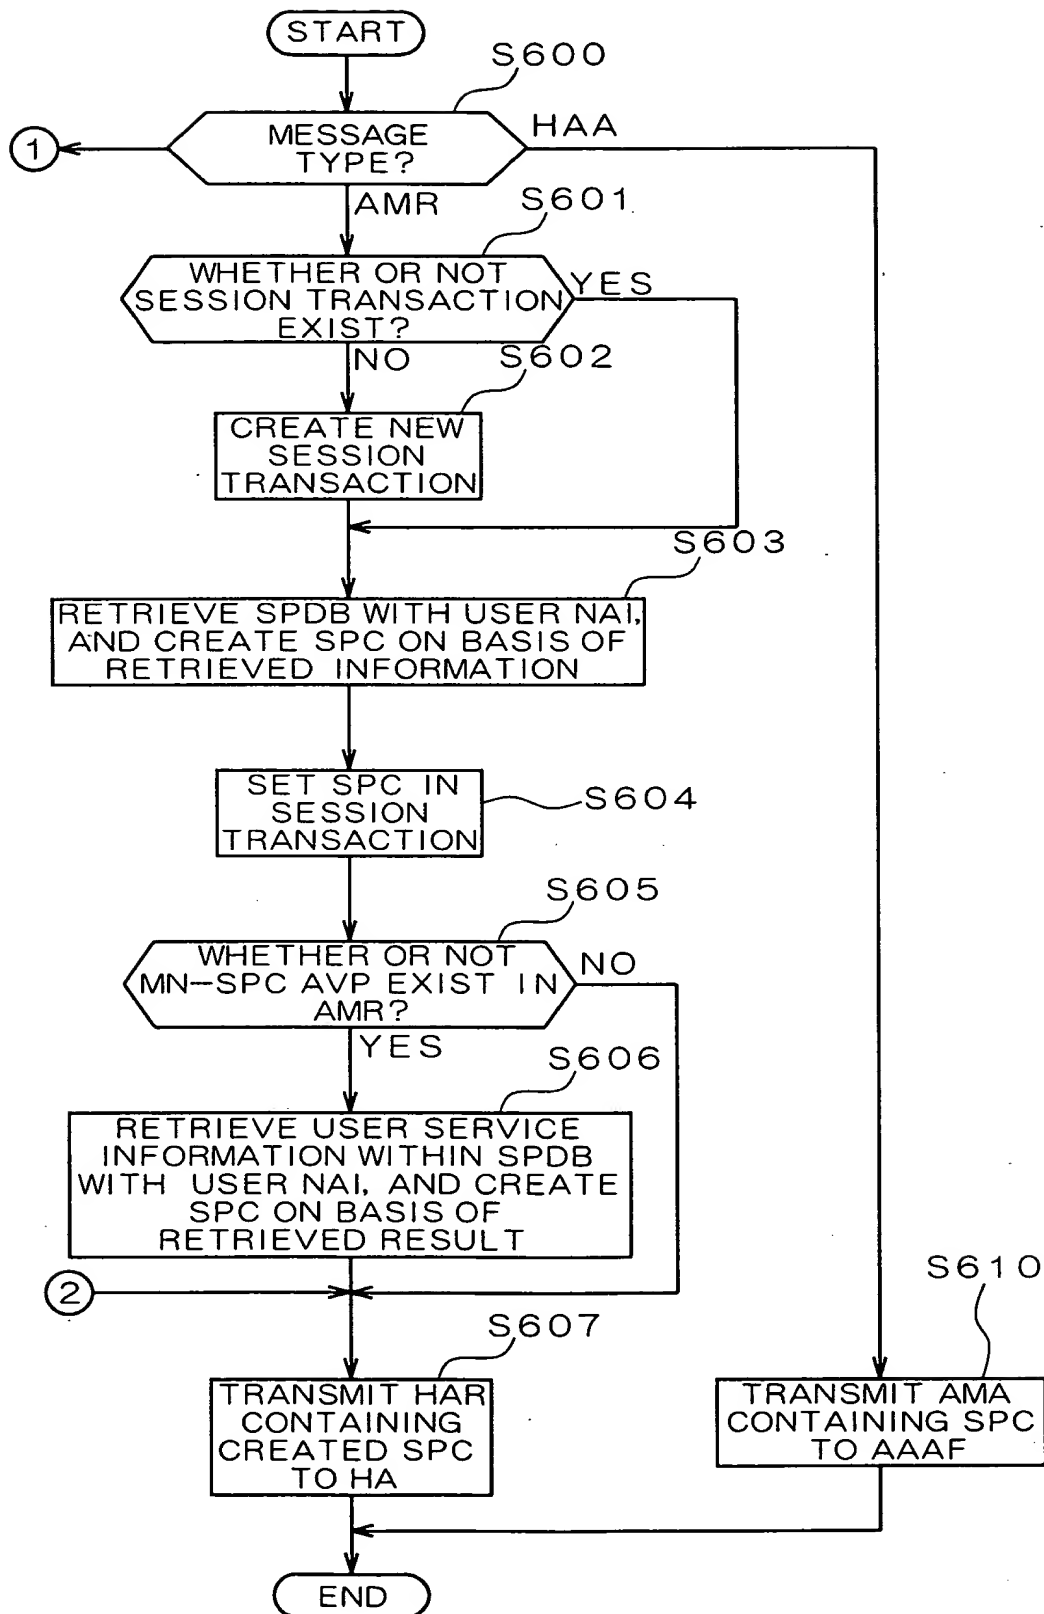 START
S600
MESSAGE
TYPE?
HAA
1
AMR
S601
WHETHER OR NOT
SESSION TRANSACTION
EXIST?
YES
NO
S602
CREATE NEW
SESSION
TRANSACTION
S603
RETRIEVE SPDB WITH USER NAI,
AND CREATE SPC ON BASIS OF
RETRIEVED INFORMATION
SET SPC IN
SESSION
TRANSACTION
S604
S605
WHETHER OR NOT
MN-SPC AVP EXIST IN
AMR?
NO
YES
S606
RETRIEVE USER SERVICE
INFORMATION WITHIN SPDB
WITH USER NAI, AND CREATE
SPC ON BASIS OF
RETRIEVED RESULT
2
S607
S610
TRANSMIT HAR
CONTAINING
CREATED SPC
TO HA
TRANSMIT AMA
CONTAINING SPC
TO AAAF
END